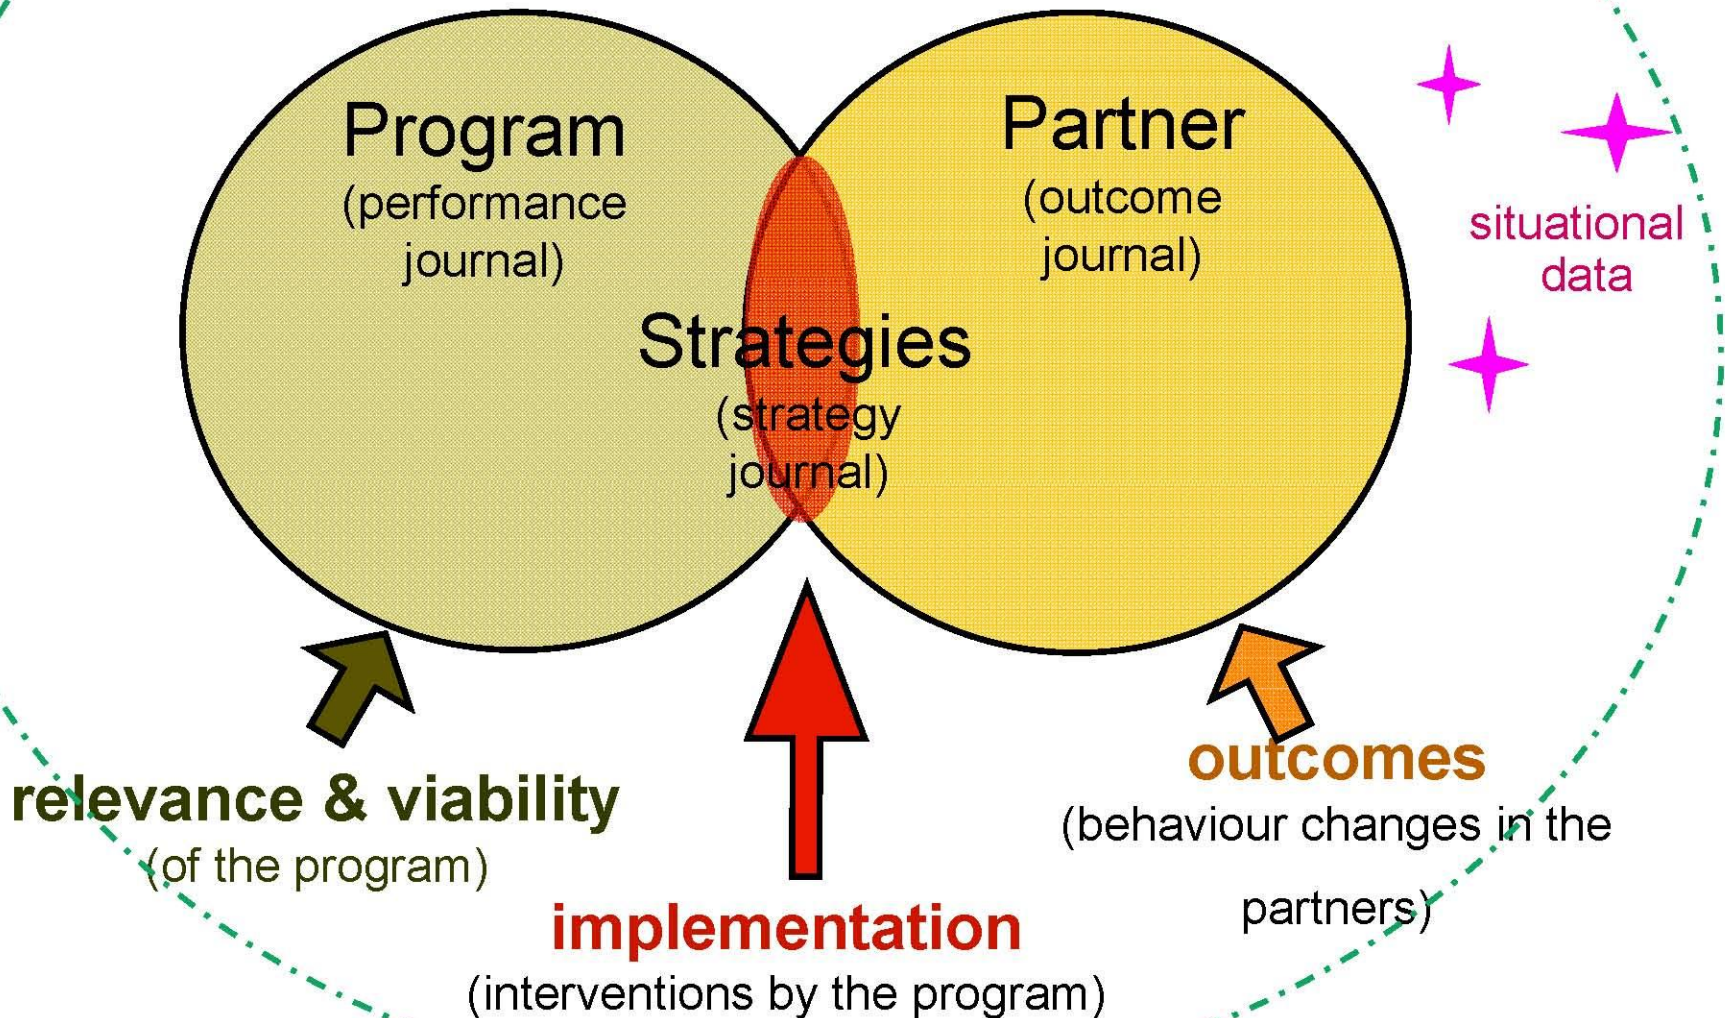 Program
(performance
journal)
Partner
(outcome
journal)
situational
data
Strategies
(strategy
journal)
relevance & viability
(of the program)
outcomes
(behaviour changes in the
partners)
implementation
(interventions by the program)